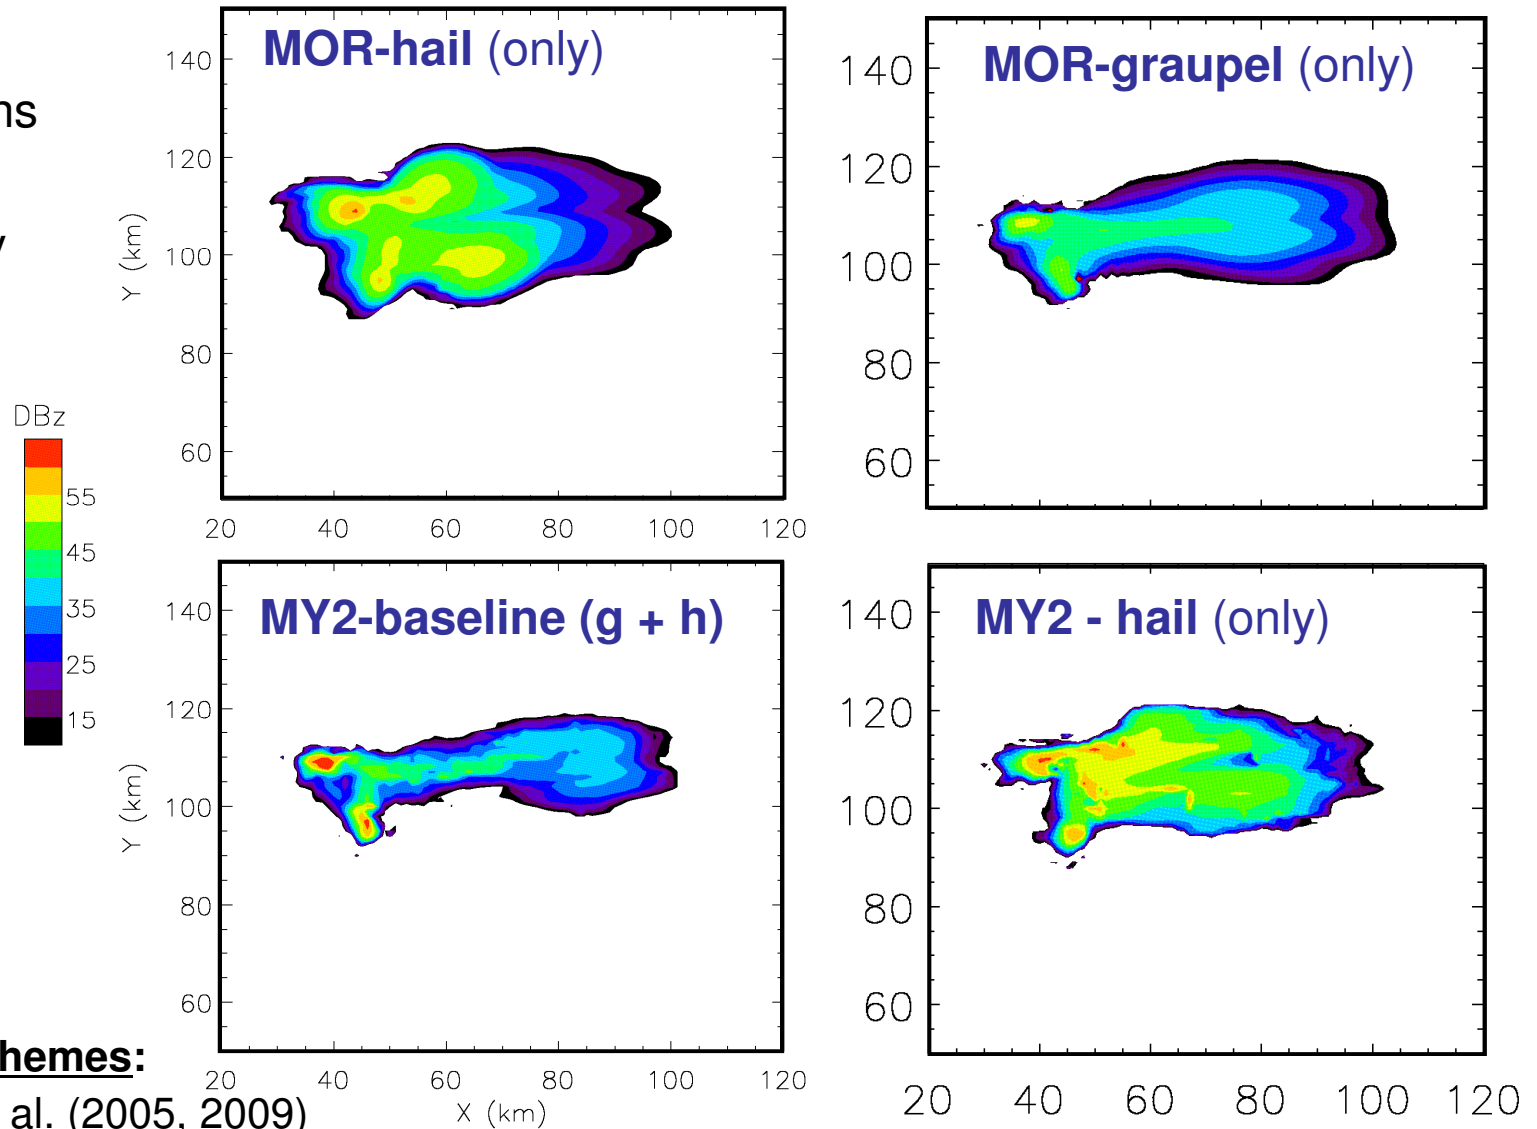 ns
y
DBz
55
45
35
25
15
MOR-hail (only)
140
120
100
80
60
Y (km)
20 40 60 80 100 120
MOR-graupel (only)
140
120
100
80
60
MY2-baseline (g + h)
140
120
100
80
60
Y (km)
20 40 60 80 100 120
X (km)
MY2 - hail (only)
140
120
100
80
60
20 40 60 80 100 120
hemes:
al. (2005, 2009)